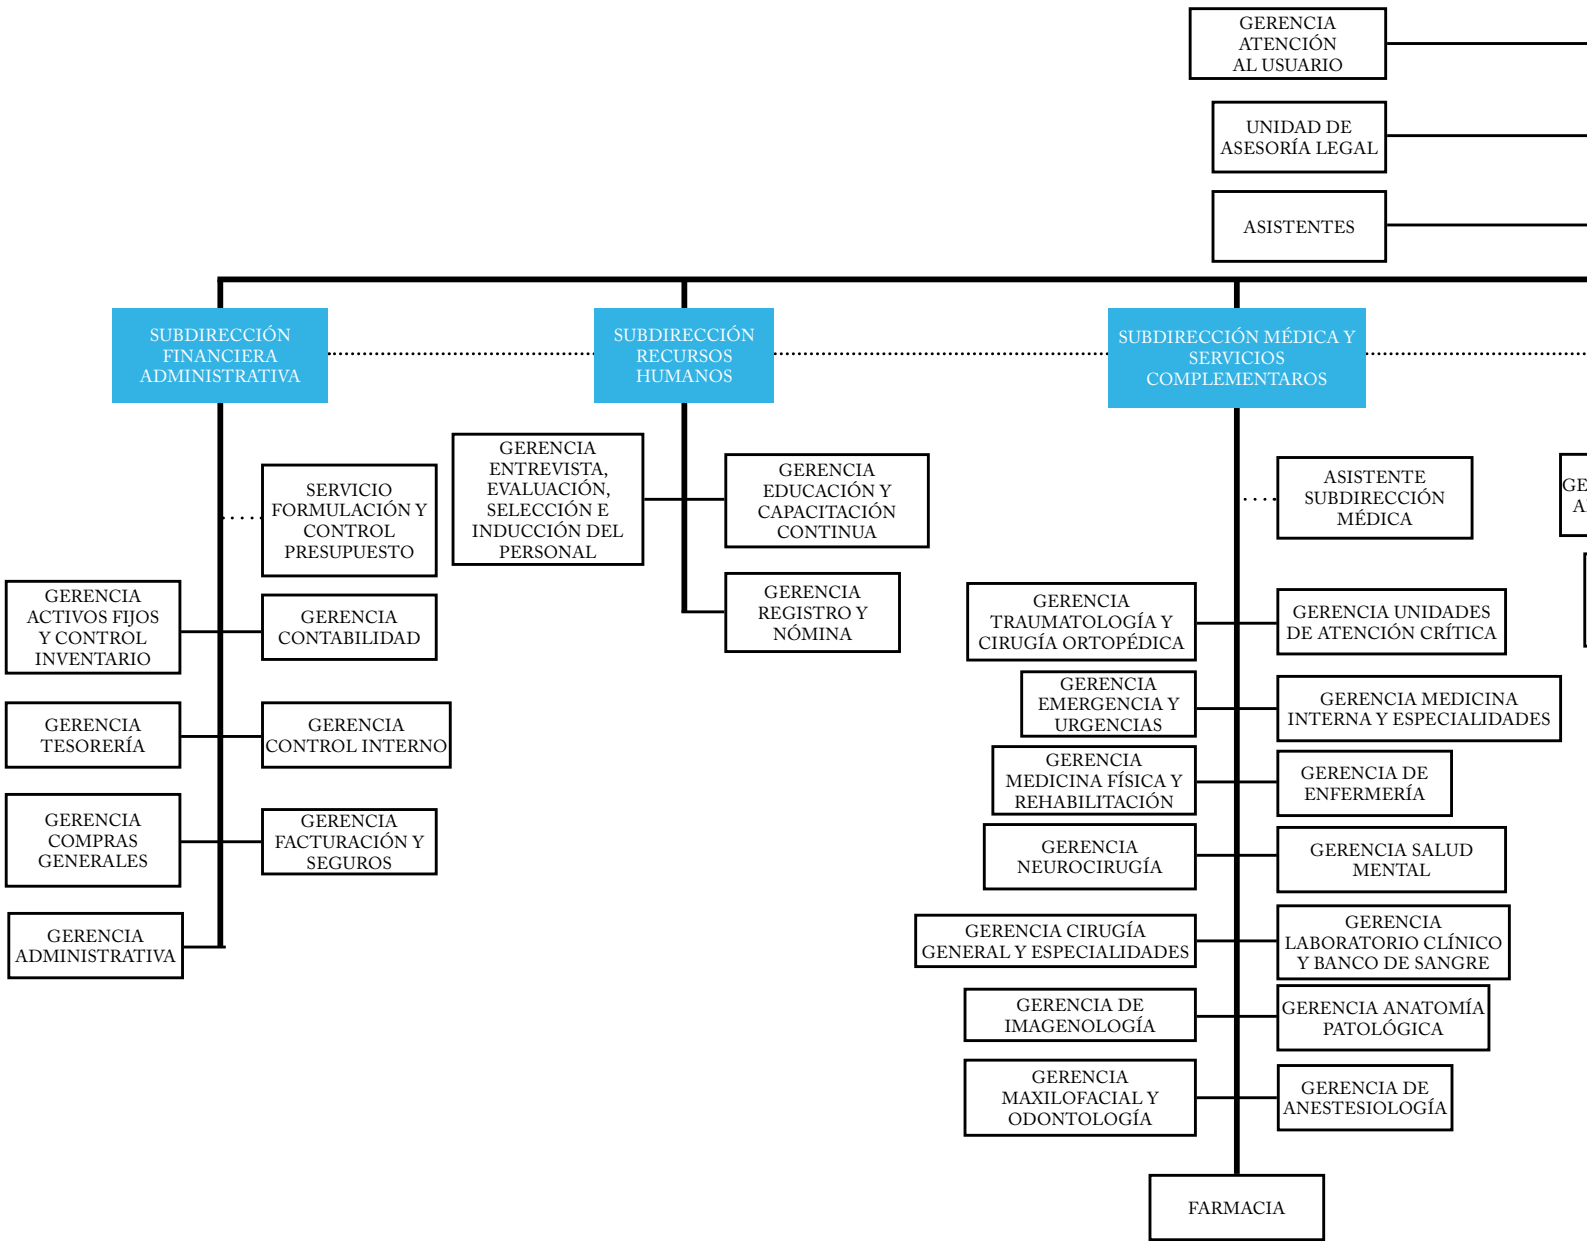 GERENCIA
ATENCIÓN
AL USUARIO
UNIDAD DE
ASESORÍA LEGAL
ASISTENTES
SUBDIRECCIÓN
FINANCIERA
ADMINISTRATIVA
SUBDIRECCIÓN
RECURSOS
HUMANOS
SUBDIRECCIÓN MÉDICA Y
SERVICIOS
COMPLEMENTAROS
SERVICIO
FORMULACIÓN Y
CONTROL
PRESUPUESTO
GERENCIA
ACTIVOS FIJOS
Y CONTROL
INVENTARIO
GERENCIA
CONTABILIDAD
GERENCIA
TESORERÍA
GERENCIA
CONTROL INTERNO
GERENCIA
COMPRAS
GENERALES
GERENCIA
FACTURACIÓN Y
SEGUROS
GERENCIA
ADMINISTRATIVA
GERENCIA
ENTREVISTA,
EVALUACIÓN,
SELECCIÓN E
INDUCCIÓN DEL
PERSONAL
GERENCIA
EDUCACIÓN Y
CAPACITACIÓN
CONTINUA
GERENCIA
REGISTRO Y
NÓMINA
ASISTENTE
SUBDIRECCIÓN
MÉDICA
GERENCIA
TRAUMATOLOGÍA Y
CIRUGÍA ORTOPÉDICA
GERENCIA UNIDADES
DE ATENCIÓN CRÍTICA
GERENCIA
EMERGENCIA Y
URGENCIAS
GERENCIA MEDICINA
INTERNA Y ESPECIALIDADES
GERENCIA
MEDICINA FÍSICA Y
REHABILITACIÓN
GERENCIA DE
ENFERMERÍA
GERENCIA
NEUROCIRUGÍA
GERENCIA SALUD
MENTAL
GERENCIA CIRUGÍA
GENERAL Y ESPECIALIDADES
GERENCIA
LABORATORIO CLÍNICO
Y BANCO DE SANGRE
GERENCIA DE
IMAGENOLOGÍA
GERENCIA ANATOMÍA
PATOLÓGICA
GERENCIA
MAXILOFACIAL Y
ODONTOLOGÍA
GERENCIA DE
ANESTESIOLOGÍA
FARMACIA